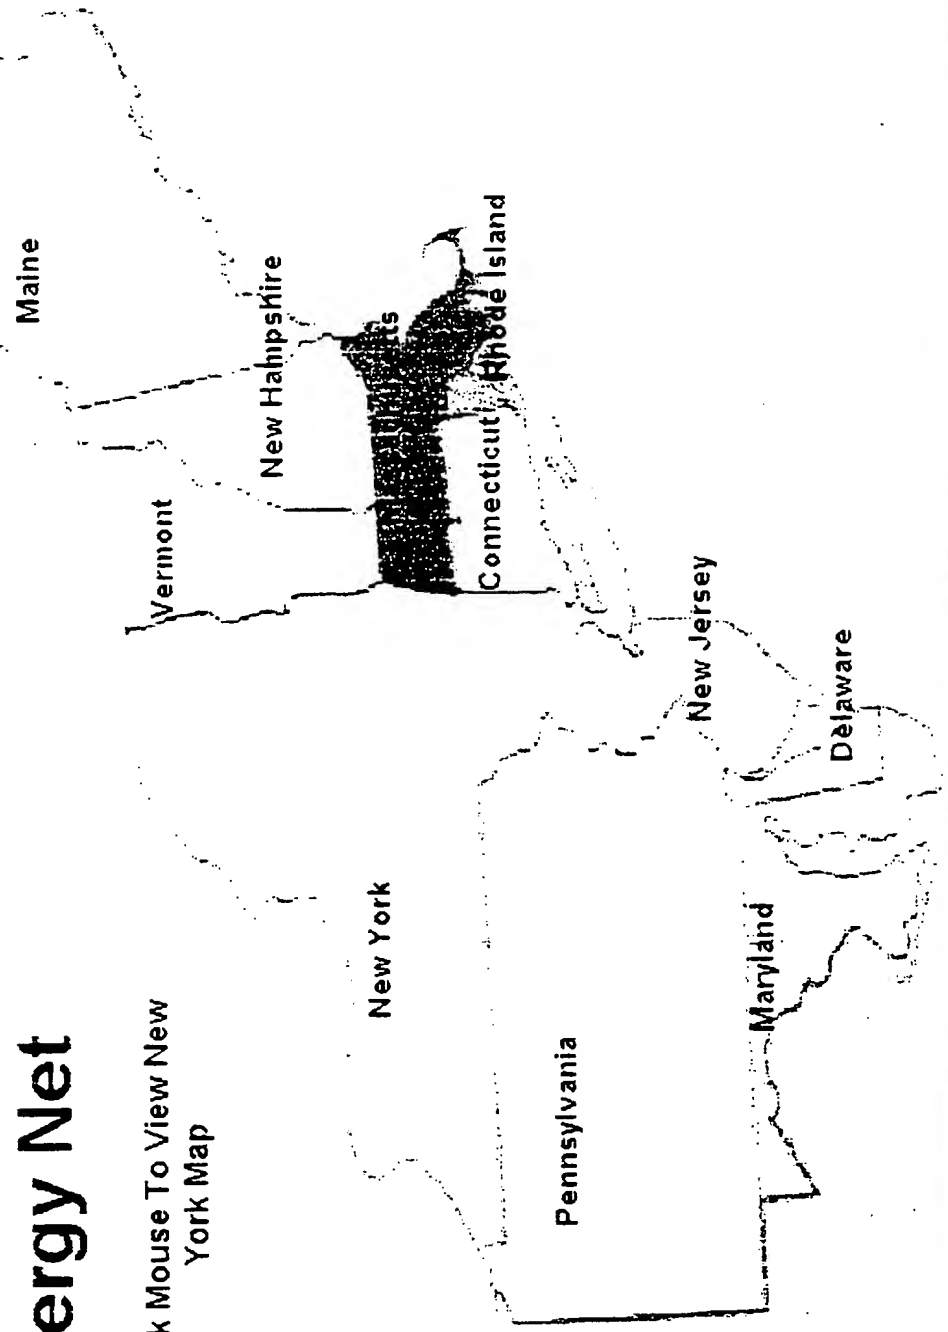 ergy Net
k Mouse To View New
York Map
Maine
Vermont
New Hampshire
ts
Rhode Island
Connecticut
New York
New Jersey
Pennsylvania
Delaware
Maryland